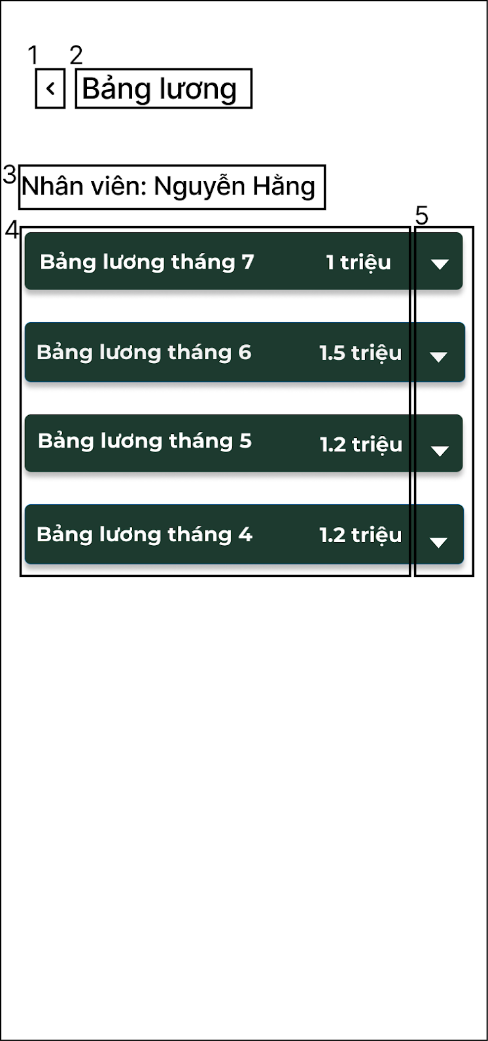 1 2
< Bảng lương
3 Nhân viên: Nguyễn Hằng
4 5
Bảng lương tháng 7 1 triệu
Bảng lương tháng 6 1.5 triệu
Bảng lương tháng 5 1.2 triệu
Bảng lương tháng 4 1.2 triệu